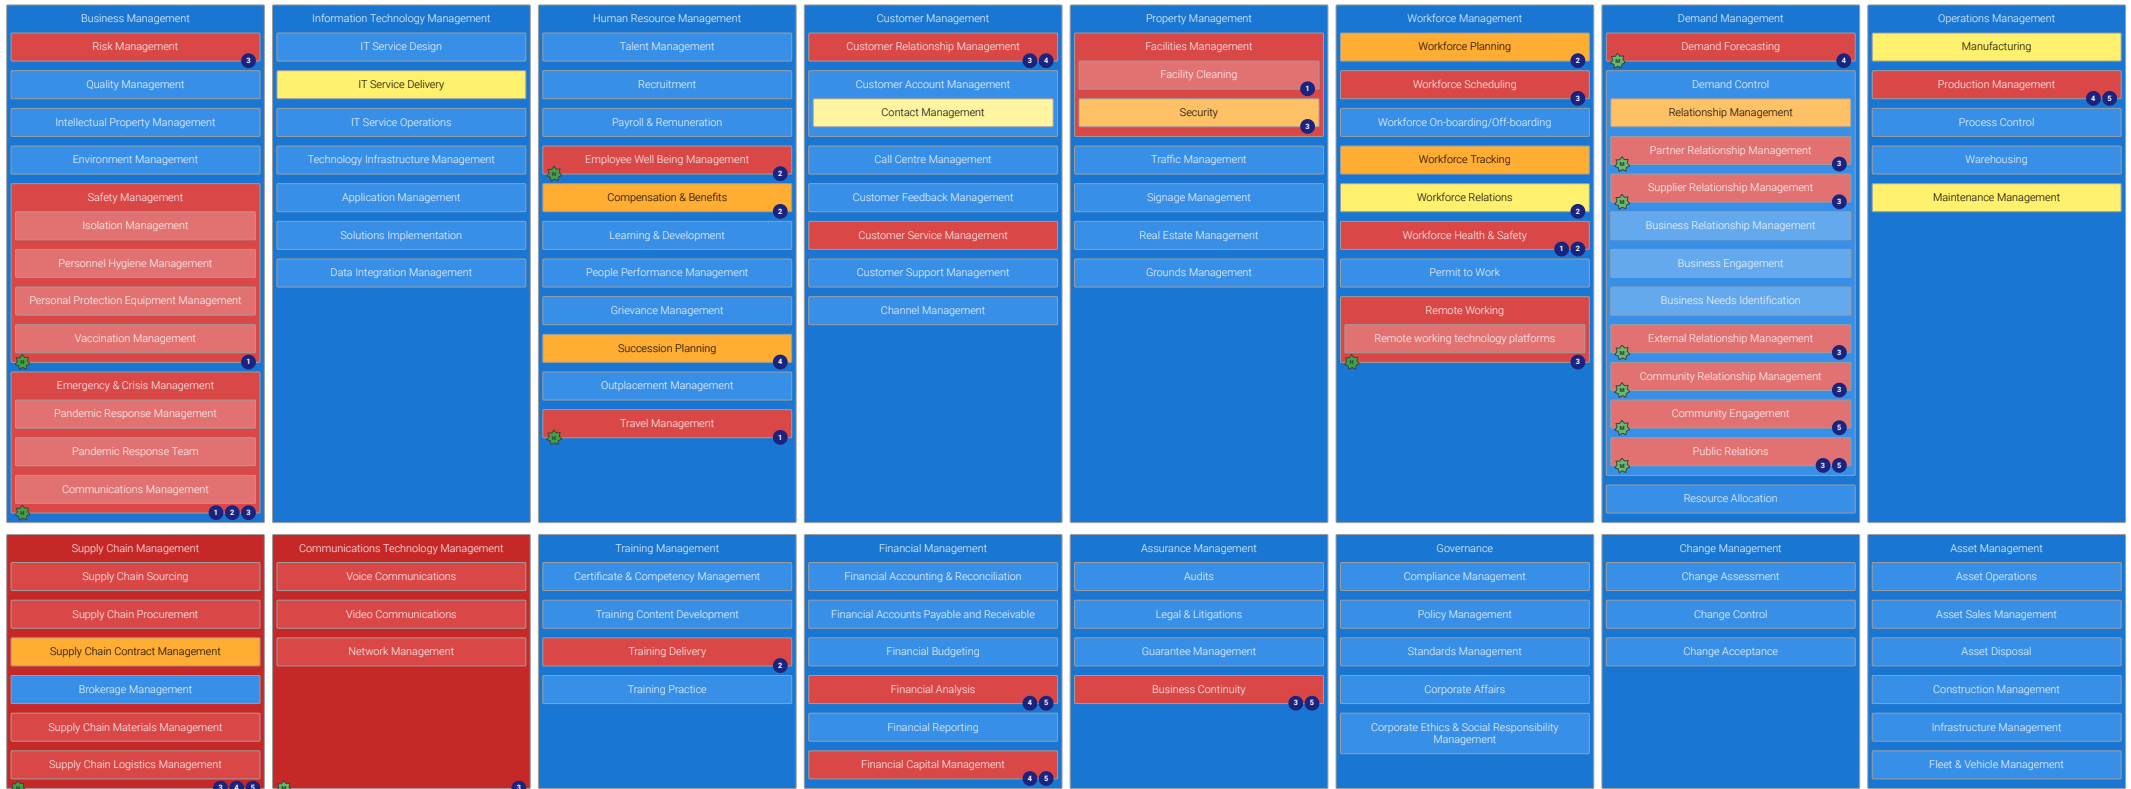 Business Management
Risk Management
3
Quality Management
Intellectual Property Management
Environment Management
Safety Management
Isolation Management
Personnel Hygiene Management
Personal Protection Equipment Management
Vaccination Management
H
1
Emergency & Crisis Management
Pandemic Response Management
Pandemic Response Team
Communications Management
H
1 2 3
Information Technology Management
IT Service Design
IT Service Delivery
IT Service Operations
Technology Infrastructure Management
Application Management
Solutions Implementation
Data Integration Management
Human Resource Management
Talent Management
Recruitment
Payroll & Remuneration
Employee Well Being Management
H
2
Compensation & Benefits
2
Learning & Development
People Performance Management
Grievance Management
Succession Planning
4
Outplacement Management
Travel Management
H
1
Customer Management
Customer Relationship Management
3 4
Customer Account Management
Contact Management
Call Centre Management
Customer Feedback Management
Customer Service Management
Customer Support Management
Channel Management
Property Management
Facilities Management
Facility Cleaning
1
Security
3
Traffic Management
Signage Management
Real Estate Management
Grounds Management
Workforce Management
Workforce Planning
2
Workforce Scheduling
3
Workforce On-boarding/Off-boarding
Workforce Tracking
Workforce Relations
2
Workforce Health & Safety
1 2
Permit to Work
Remote Working
Remote working technology platforms
H
3
Demand Management
Demand Forecasting
M
4
Demand Control
Relationship Management
Partner Relationship Management
M
3
Supplier Relationship Management
M
3
Business Relationship Management
Business Engagement
Business Needs Identification
External Relationship Management
M
3
Community Relationship Management
M
3
Community Engagement
M
5
Public Relations
M
3 5
Resource Allocation
Operations Management
Manufacturing
Production Management
4 5
Process Control
Warehousing
Maintenance Management
Supply Chain Management
Supply Chain Sourcing
Supply Chain Procurement
Supply Chain Contract Management
Brokerage Management
Supply Chain Materials Management
Supply Chain Logistics Management
3 4 5
Communications Technology Management
Voice Communications
Video Communications
Network Management
3
Training Management
Certificate & Competency Management
Training Content Development
Training Delivery
2
Training Practice
Financial Management
Financial Accounting & Reconciliation
Financial Accounts Payable and Receivable
Financial Budgeting
Financial Analysis
4 5
Financial Reporting
Financial Capital Management
4 5
Assurance Management
Audits
Legal & Litigations
Guarantee Management
Business Continuity
3 5
Governance
Compliance Management
Policy Management
Standards Management
Corporate Affairs
Corporate Ethics & Social Responsibility
Management
Change Management
Change Assessment
Change Control
Change Acceptance
Asset Management
Asset Operations
Asset Sales Management
Asset Disposal
Construction Management
Infrastructure Management
Fleet & Vehicle Management